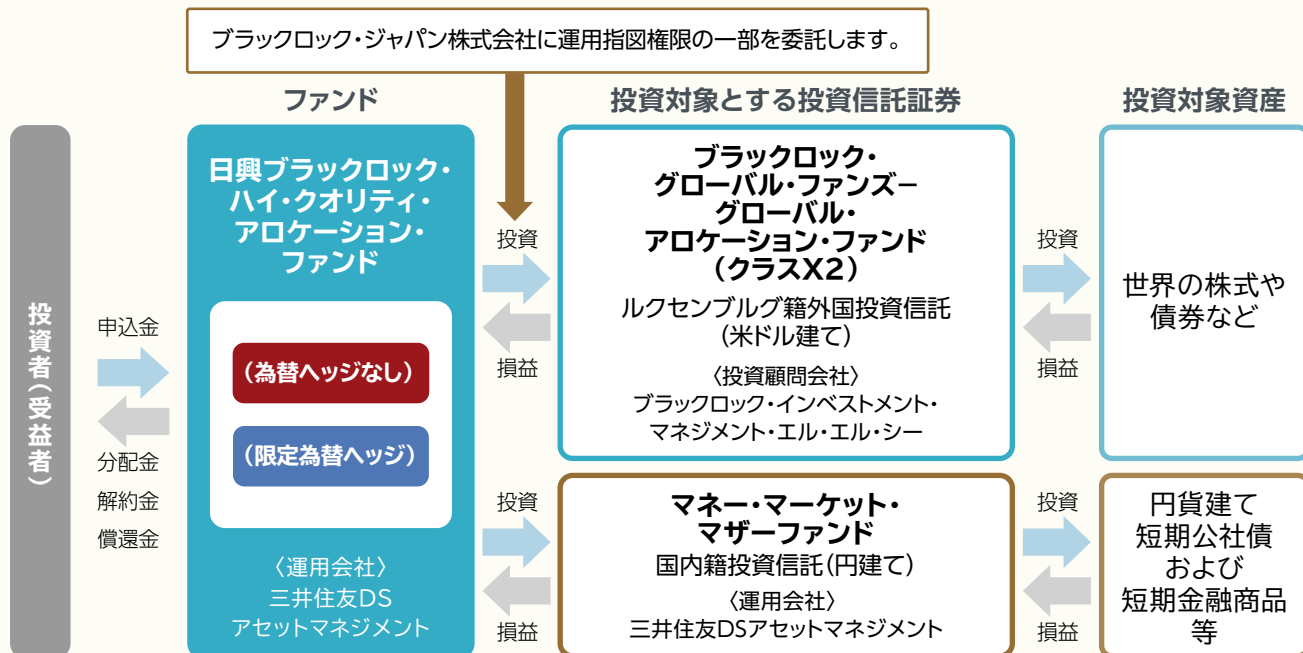 ブラックロック・ジャパン株式会社に運用指図権限の一部を委託します。
ファンド
投資対象とする投資信託証券
投資対象資産
投資者(受益者)
申込金
分配金
解約金
償還金
日興ブラックロック・
ハイ・クオリティ・
アロケーション・
ファンド
(為替ヘッジなし)
(限定為替ヘッジ)
〈運用会社〉
三井住友DS
アセットマネジメント
投資
損益
ブラックロック・
グローバル・ファンズ−
グローバル・
アロケーション・ファンド
(クラスX2)
ルクセンブルグ籍外国投資信託
(米ドル建て)
〈投資顧問会社〉
ブラックロック・インベストメント・
マネジメント・エル・エル・シー
投資
損益
世界の株式や
債券など
投資
損益
マネー・マーケット・
マザーファンド
国内籍投資信託(円建て)
〈運用会社〉
三井住友DSアセットマネジメント
投資
損益
円貨建て
短期公社債
および
短期金融商品
等